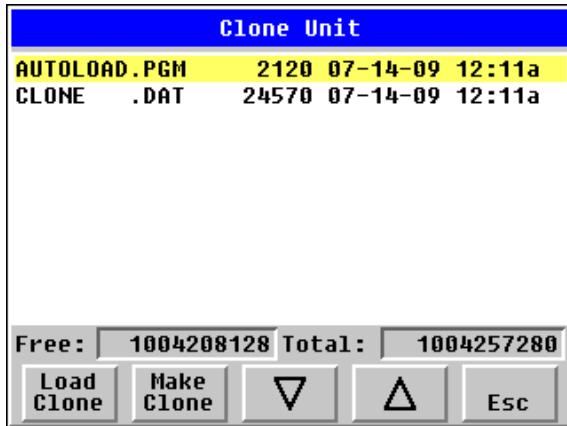 Clone Unit
AUTOLOAD.PGM 2120 07-14-09 12:11a
CLONE .DAT 24570 07-14-09 12:11a
Free: 1004208128 Total: 1004257280
Load Clone Make Clone Esc